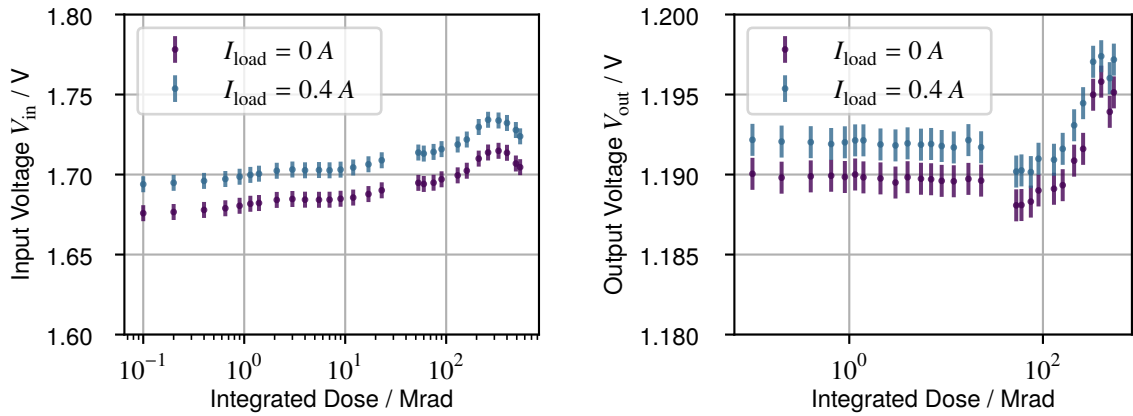 1.80
1.75
1.70
1.65
1.60
Input Voltage V_in / V
I_load = 0 A
I_load = 0.4 A
10^−1 10^0 10^1 10^2
Integrated Dose / Mrad
1.200
1.195
1.190
1.185
1.180
Output Voltage V_out / V
I_load = 0 A
I_load = 0.4 A
10^0 10^2
Integrated Dose / Mrad